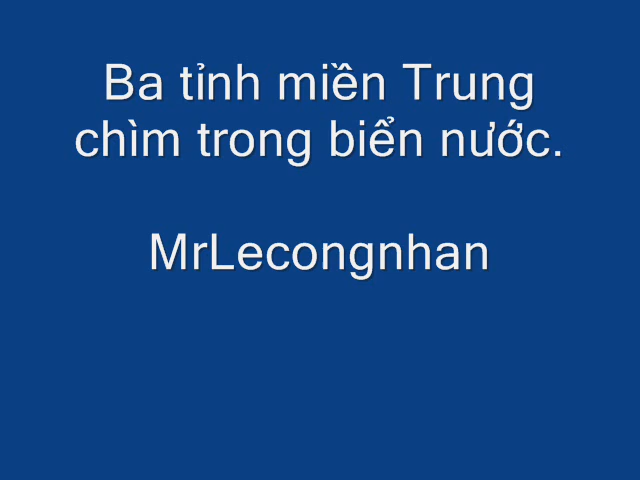 Ba tỉnh miền Trung
chìm trong biển nước.
MrLecongnhan